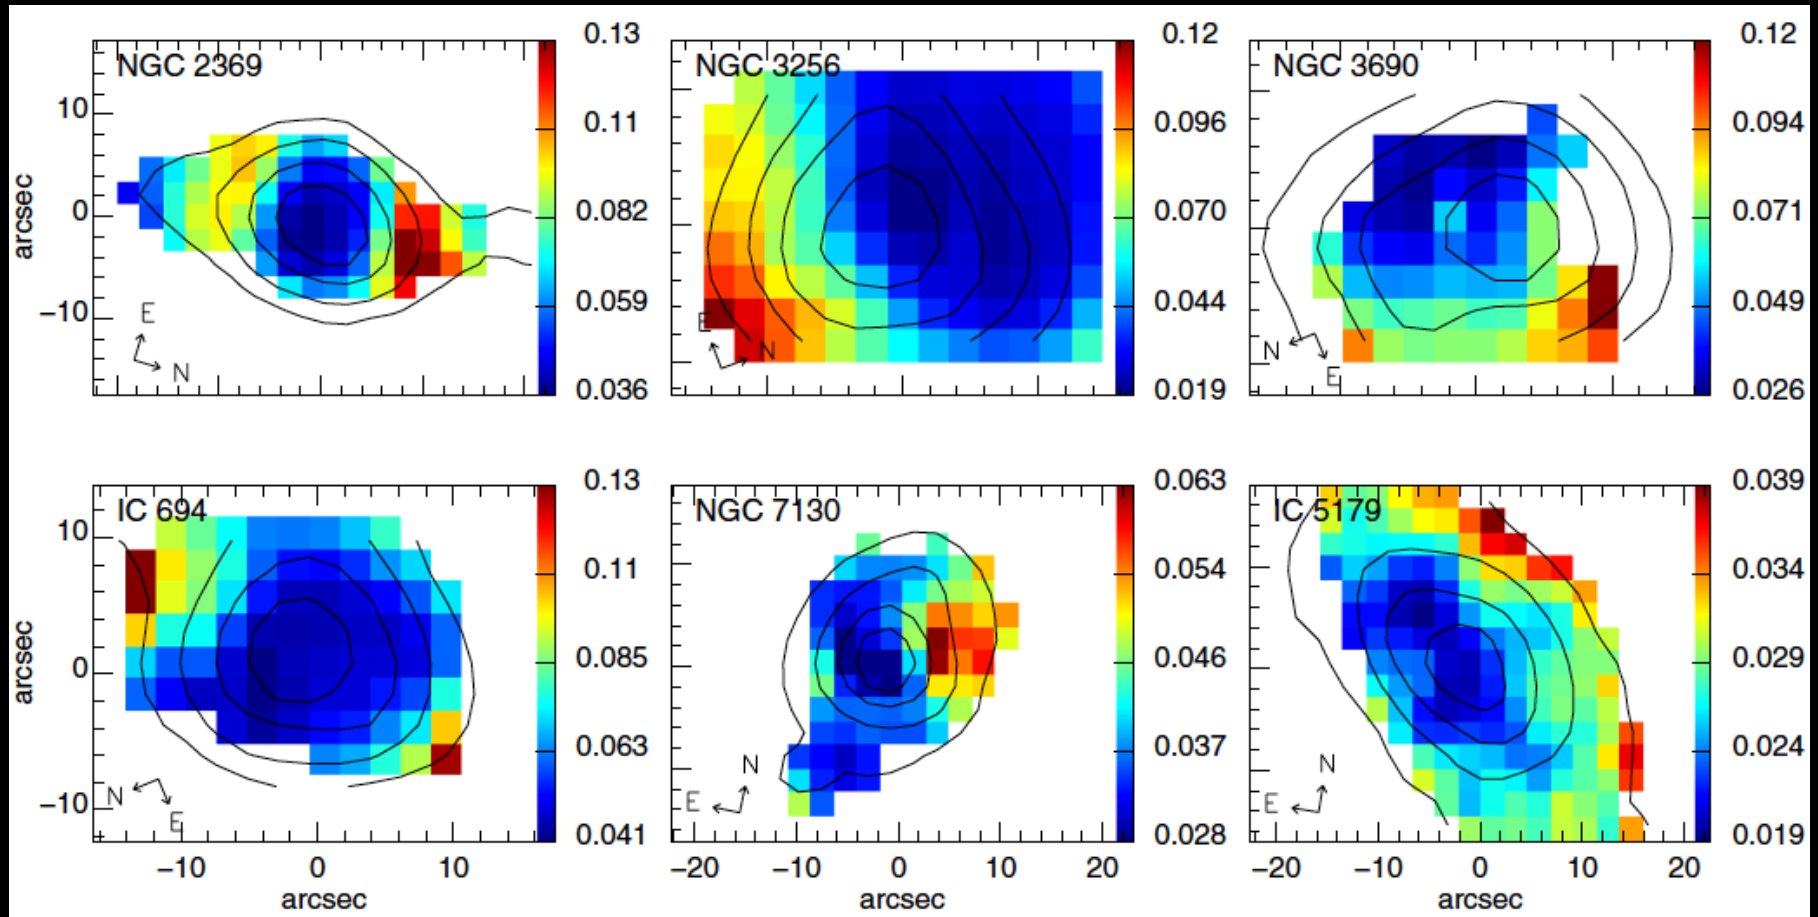 NGC 2369
0.13
0.11
0.082
0.059
0.036
10
0
−10
arcsec
E
N
NGC 3256
0.12
0.096
0.070
0.044
0.019
E
N
NGC 3690
0.12
0.094
0.071
0.049
0.026
N
E
IC 694
0.13
0.11
0.085
0.063
0.041
10
0
−10
arcsec
N
E
−10
0
10
arcsec
NGC 7130
0.063
0.054
0.046
0.037
0.028
N
E
−20
−10
0
10
20
arcsec
IC 5179
0.039
0.034
0.029
0.024
0.019
N
E
−20
−10
0
10
20
arcsec